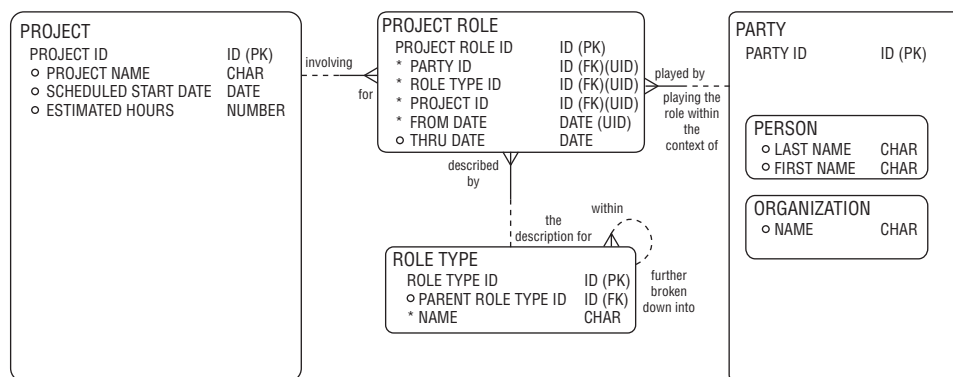 PROJECT
PROJECT ID ID (PK)
PROJECT NAME CHAR
SCHEDULED START DATE DATE
ESTIMATED HOURS NUMBER
involving
for
PROJECT ROLE
PROJECT ROLE ID ID (PK)
* PARTY ID ID (FK)(UID)
* ROLE TYPE ID ID (FK)(UID)
* PROJECT ID ID (FK)(UID)
* FROM DATE DATE (UID)
THRU DATE DATE
played by
playing the
role within
the
context of
PARTY
PARTY ID ID (PK)
PERSON
LAST NAME CHAR
FIRST NAME CHAR
ORGANIZATION
NAME CHAR
described
by
the
description for
within
further
broken
down into
ROLE TYPE
ROLE TYPE ID ID (PK)
PARENT ROLE TYPE ID ID (FK)
* NAME CHAR